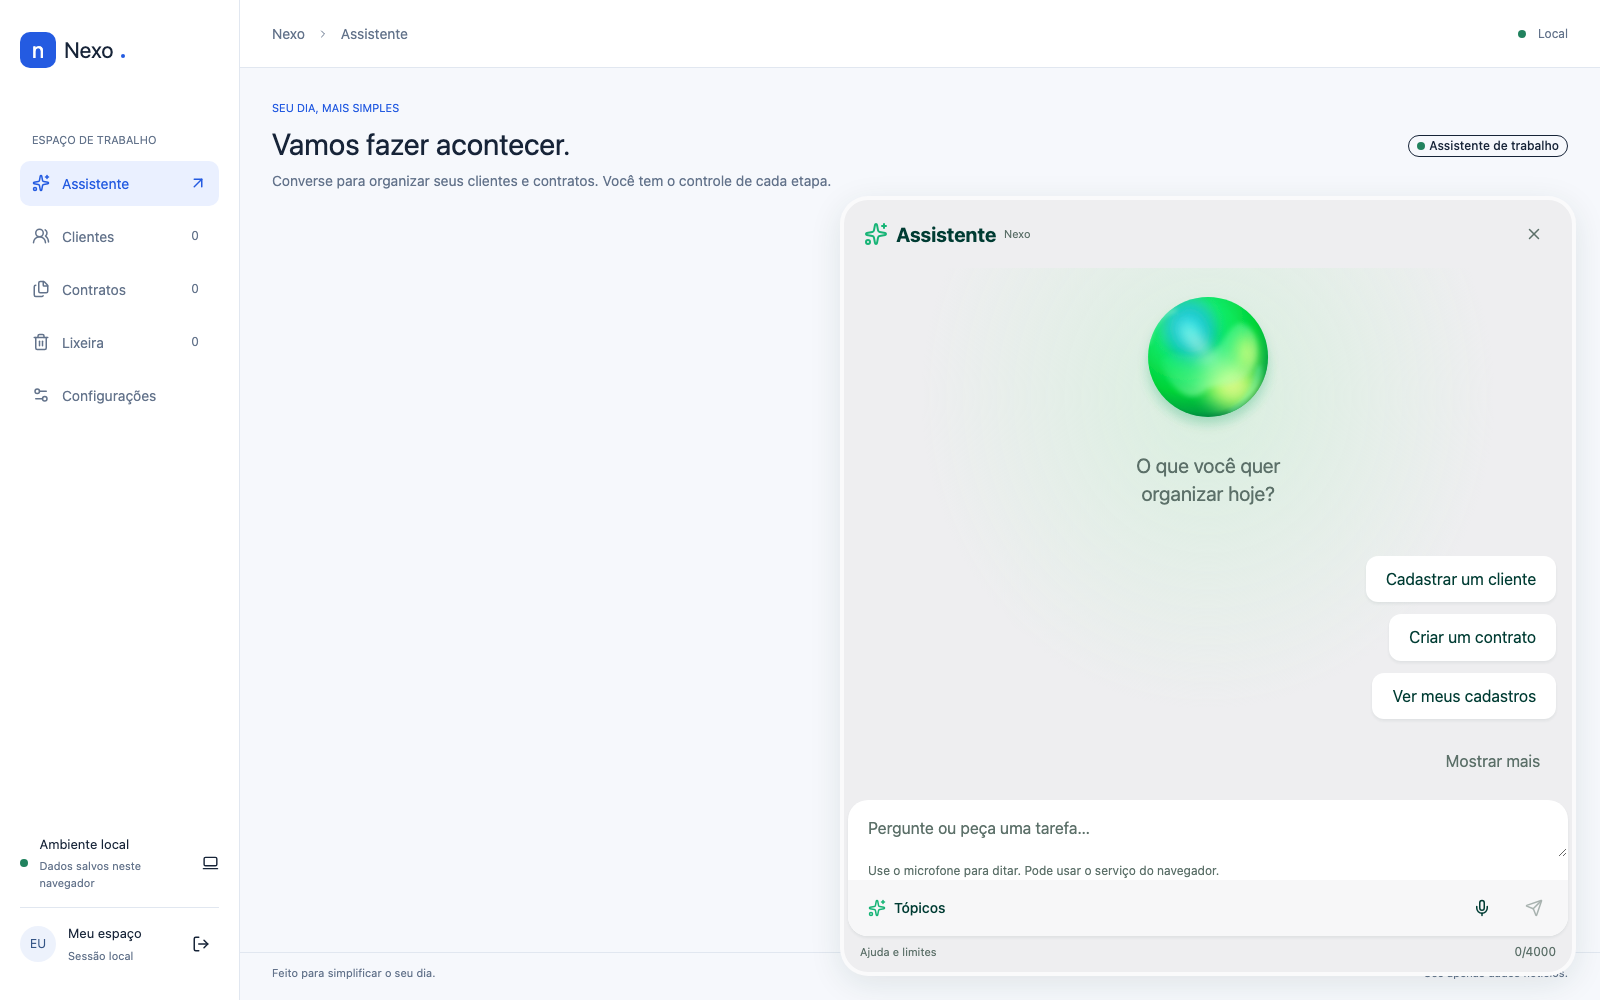 n Nexo .
ESPAÇO DE TRABALHO
Assistente
Clientes 0
Contratos 0
Lixeira 0
Configurações
Ambiente local
Dados salvos neste
navegador
EU
Meu espaço
Sessão local
Nexo Assistente
Local
SEU DIA, MAIS SIMPLES
Vamos fazer acontecer.
Converse para organizar seus clientes e contratos. Você tem o controle de cada etapa.
Assistente de trabalho
Assistente Nexo
O que você quer
organizar hoje?
Cadastrar um cliente
Criar um contrato
Ver meus cadastros
Mostrar mais
Pergunte ou peça uma tarefa...
Use o microfone para ditar. Pode usar o serviço do navegador.
Tópicos
Ajuda e limites 0/4000
Feito para simplificar o seu dia.